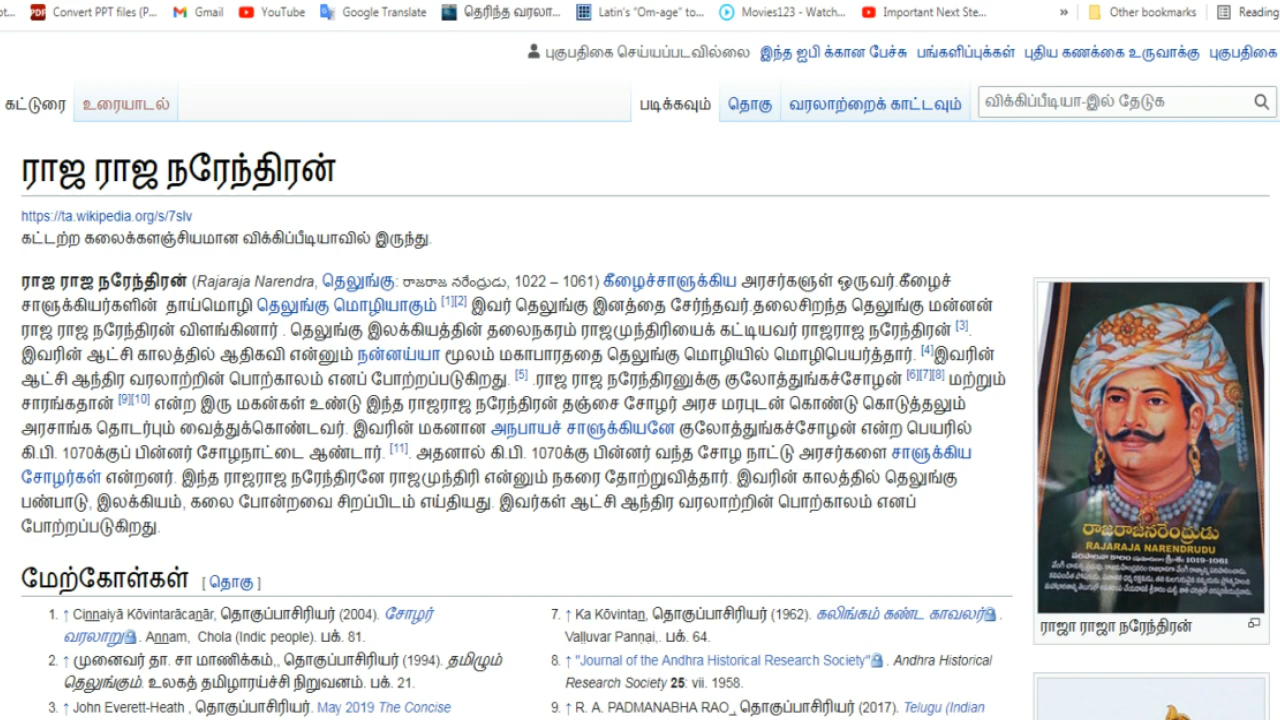 Convert PPT files (P... Gmail YouTube Google Translate தெரிந்த வரலா... Latin's "Om-age" to... Movies123 - Watch... Important Next Ste... » Other bookmarks Reading
புகுபதிகை செய்யப்படவில்லை இந்த ஐபி க்கான பேச்சு பங்களிப்புக்கள் புதிய கணக்கை உருவாக்கு புகுபதிகை
கட்டுரை உரையாடல் படிக்கவும் தொகு வரலாற்றைக் காட்டவும் விக்கிப்பீடியா-இல் தேடுக
ராஜ ராஜ நரேந்திரன்
https://ta.wikipedia.org/s/7slv
கட்டற்ற கலைக்களஞ்சியமான விக்கிப்பீடியாவில் இருந்து.
ராஜ ராஜ நரேந்திரன் (Rajaraja Narendra, தெலுங்கு: రాజరాజ నరేంద్రుడు, 1022 – 1061) கீழைச்சாளுக்கிய அரசர்களுள் ஒருவர்.கீழைச்
சாளுக்கியர்களின் தாய்மொழி தெலுங்கு மொழியாகும் [1][2] இவர் தெலுங்கு இனத்தை சேர்ந்தவர்.தலைசிறந்த தெலுங்கு மன்னன்
ராஜ ராஜ நரேந்திரன் விளங்கினார் . தெலுங்கு இலக்கியத்தின் தலைநகரம் ராஜமுந்திரியைக் கட்டியவர் ராஜராஜ நரேந்திரன் [3].
இவரின் ஆட்சி காலத்தில் ஆதிகவி என்னும் நன்னய்யா மூலம் மகாபாரததை தெலுங்கு மொழியில் மொழிபெயர்த்தார். [4]இவரின்
ஆட்சி ஆந்திர வரலாற்றின் பொற்காலம் எனப் போற்றப்படுகிறது. [5] .ராஜ ராஜ நரேந்திரனுக்கு குலோத்துங்கச்சோழன் [6][7][8] மற்றும்
சாரங்கதான் [9][10] என்ற இரு மகன்கள் உண்டு இந்த ராஜராஜ நரேந்திரன் தஞ்சை சோழர் அரச மரபுடன் கொண்டு கொடுத்தலும்
அரசாங்க தொடர்பும் வைத்துக்கொண்டவர். இவரின் மகனான அநபாயச் சாளுக்கியனே குலோத்துங்கச்சோழன் என்ற பெயரில்
கி.பி. 1070க்குப் பின்னர் சோழநாட்டை ஆண்டார். [11]. அதனால் கி.பி. 1070க்கு பின்னர் வந்த சோழ நாட்டு அரசர்களை சாளுக்கிய
சோழர்கள் என்றனர். இந்த ராஜராஜ நரேந்திரனே ராஜமுந்திரி என்னும் நகரை தோற்றுவித்தார். இவரின் காலத்தில் தெலுங்கு
பண்பாடு, இலக்கியம், கலை போன்றவை சிறப்பிடம் எய்தியது. இவர்கள் ஆட்சி ஆந்திர வரலாற்றின் பொற்காலம் எனப்
போற்றப்படுகிறது.
రాజరాజనరేంద్రుడు
RAJARAJA NARENDRUDU
ராஜா ராஜா நரேந்திரன்
மேற்கோள்கள் [ தொகு ]
1. ↑ Ciṉṉaiyā Kōvintarācaṉār, தொகுப்பாசிரியர் (2004). சோழர்
வரலாறு. Aṉṉam, Chola (Indic people). பக். 81.
2. ↑ முனைவர் தா. சா மாணிக்கம்,, தொகுப்பாசிரியர் (1994). தமிழும்
தெலுங்கும். உலகத் தமிழாரய்ச்சி நிறுவனம். பக். 21.
3. ↑ John Everett-Heath , தொகுப்பாசிரியர். May 2019 The Concise
7. ↑ Ka Kōvintaṉ, தொகுப்பாசிரியர் (1962). கலிங்கம் கண்ட காவலர்.
Vaḷḷuvar Paṇṇai,. பக். 64.
8. ↑ "Journal of the Andhra Historical Research Society". Andhra Historical
Research Society 25: vii. 1958.
9. ↑ R. A. PADMANABHA RAO_, தொகுப்பாசிரியர் (2017). Telugu (Indian